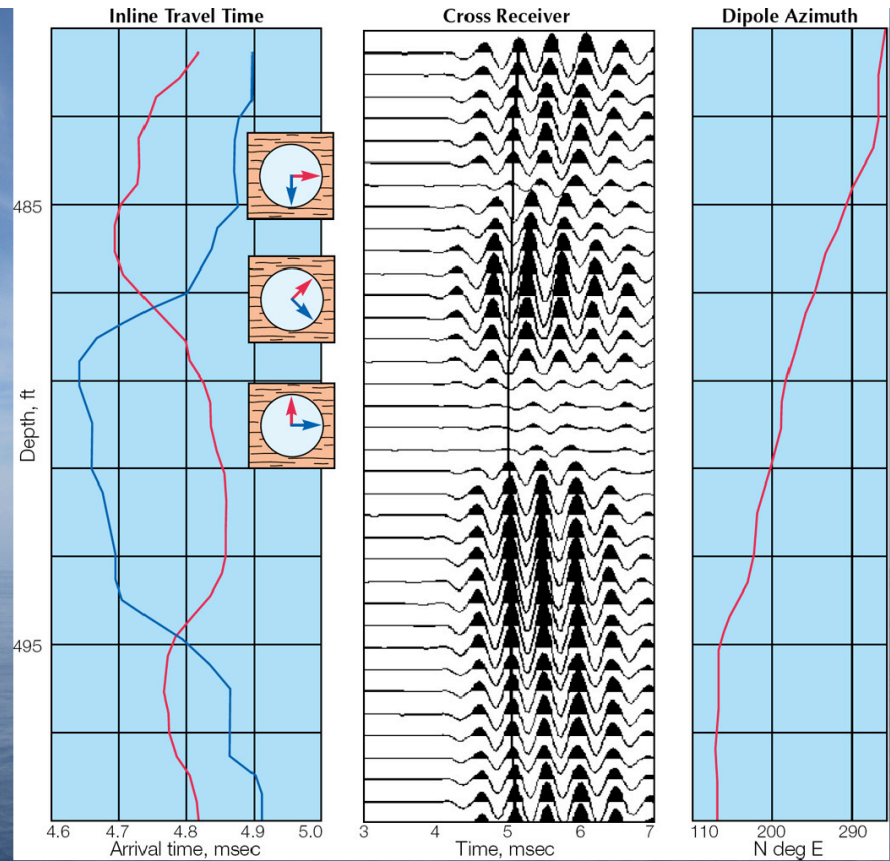 Inline Travel Time
Cross Receiver
Dipole Azimuth
485
Depth, ft
495
4.6 4.7 4.8 4.9 5.0
Arrival time, msec
3 4 5 6 7
Time, msec
110 200 290
N deg E